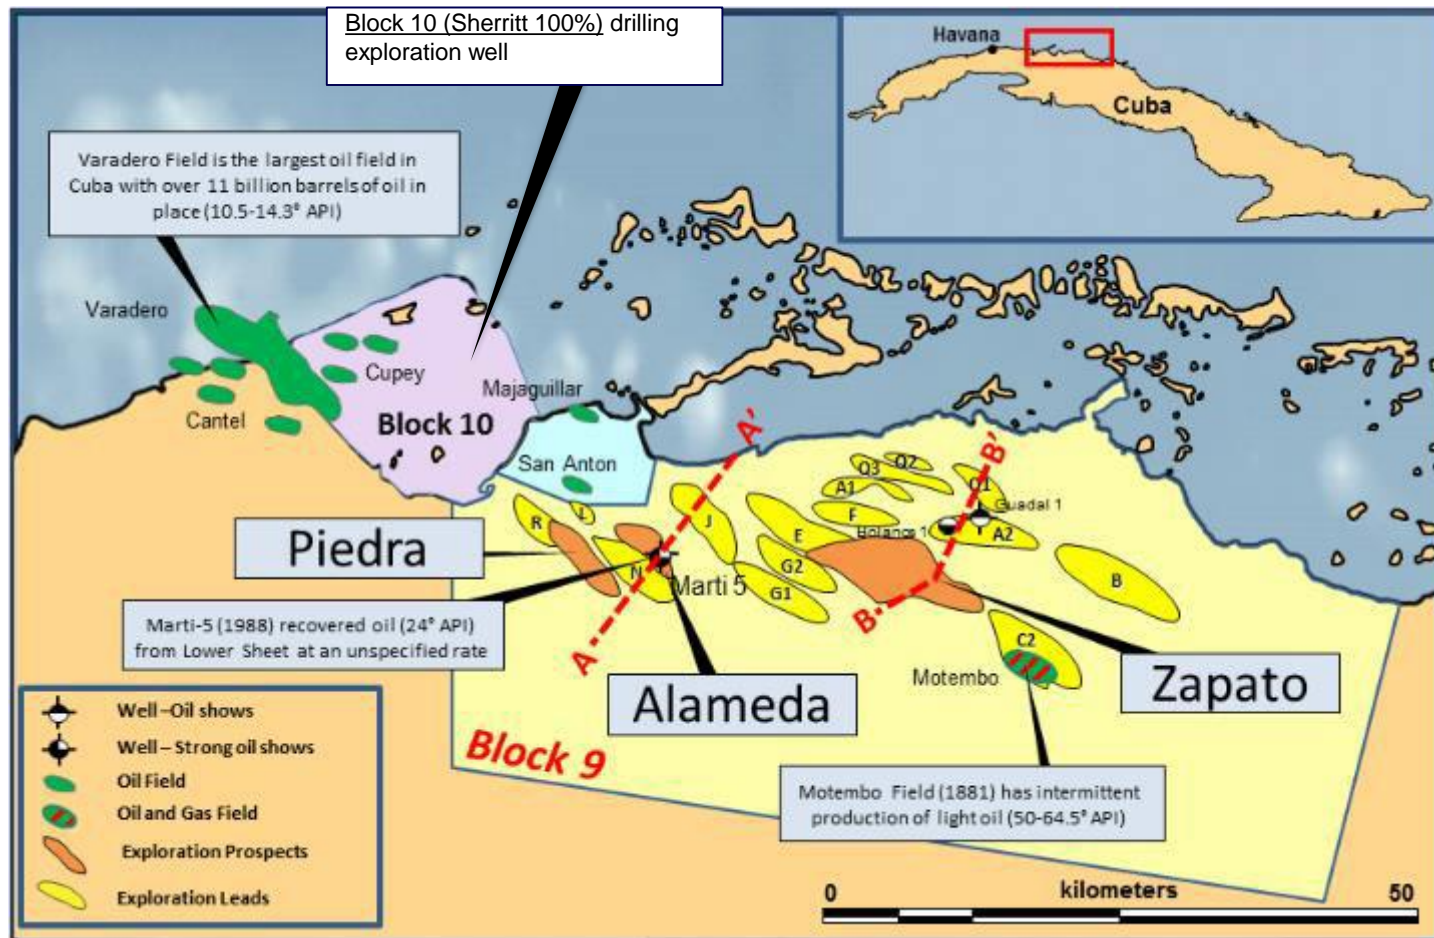 Block 10 (Sherritt 100%) drilling
exploration well
Havana
Cuba
Varadero Field is the largest oil field in
Cuba with over 11 billion barrels of oil in
place (10.5-14.3° API)
Varadero
Cupey
Cantel
Block 10
Majaguillar
San Anton
A'
B'
Q3
Q2
A1
Q1
Guadal 1
F
Bolanos 1
A2
R
L
J
E
Piedra
N
Marti 5
G2
G1
B
B
A
Marti-5 (1988) recovered oil (24° API)
from Lower Sheet at an unspecified rate
C2
Motembo
Alameda
Zapato
Block 9
Motembo Field (1881) has intermittent
production of light oil (50-64.5° API)
Well –Oil shows
Well – Strong oil shows
Oil Field
Oil and Gas Field
Exploration Prospects
Exploration Leads
0
kilometers
50